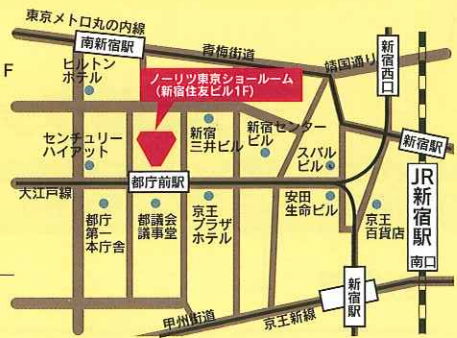 東京メトロ丸の内線
南新宿駅
青梅街道
靖国通り
新宿西口
F
ヒルトン
ホテル
ノーリツ東京ショールーム
(新宿住友ビル1F)
センチュリー
ハイアット
新宿
三井ビル
新宿センター
ビル
スバル
ビル
新宿駅
JR新宿駅
南口
大江戸線
都庁前駅
都庁
第一
本庁舎
都議会
議事堂
京王
プラザ
ホテル
安田
生命ビル
京王
百貨店
新宿駅
甲州街道
京王新線